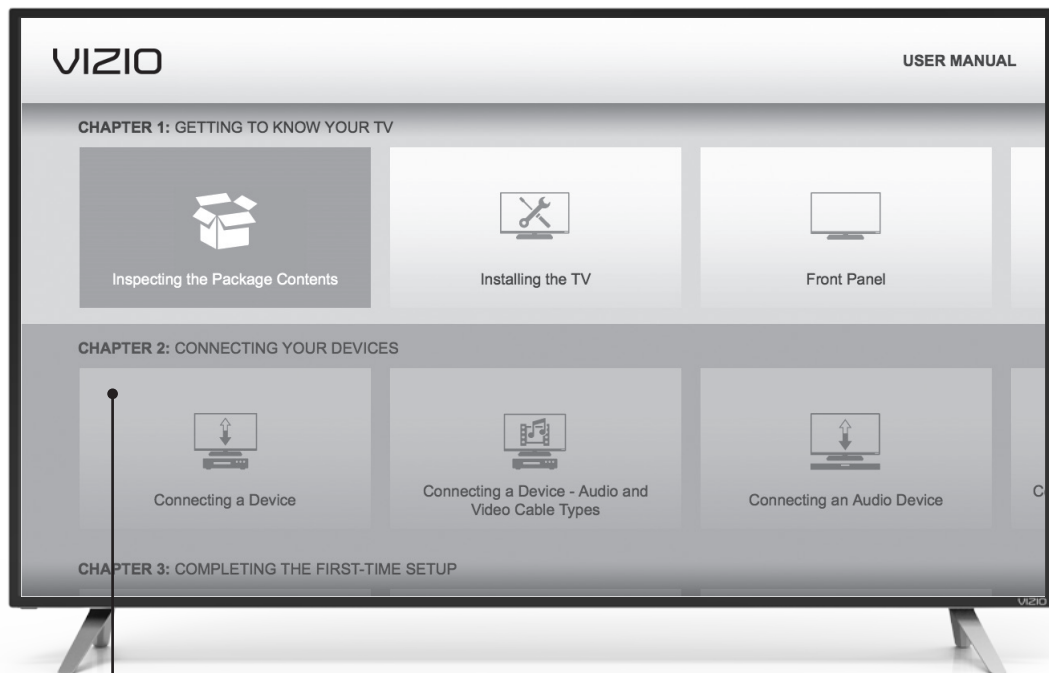 VIZIO
USER MANUAL
CHAPTER 1: GETTING TO KNOW YOUR TV
Inspecting the Package Contents
Installing the TV
Front Panel
CHAPTER 2: CONNECTING YOUR DEVICES
Connecting a Device
Connecting a Device - Audio and
Video Cable Types
Connecting an Audio Device
C
CHAPTER 3: COMPLETING THE FIRST-TIME SETUP
VIZIO